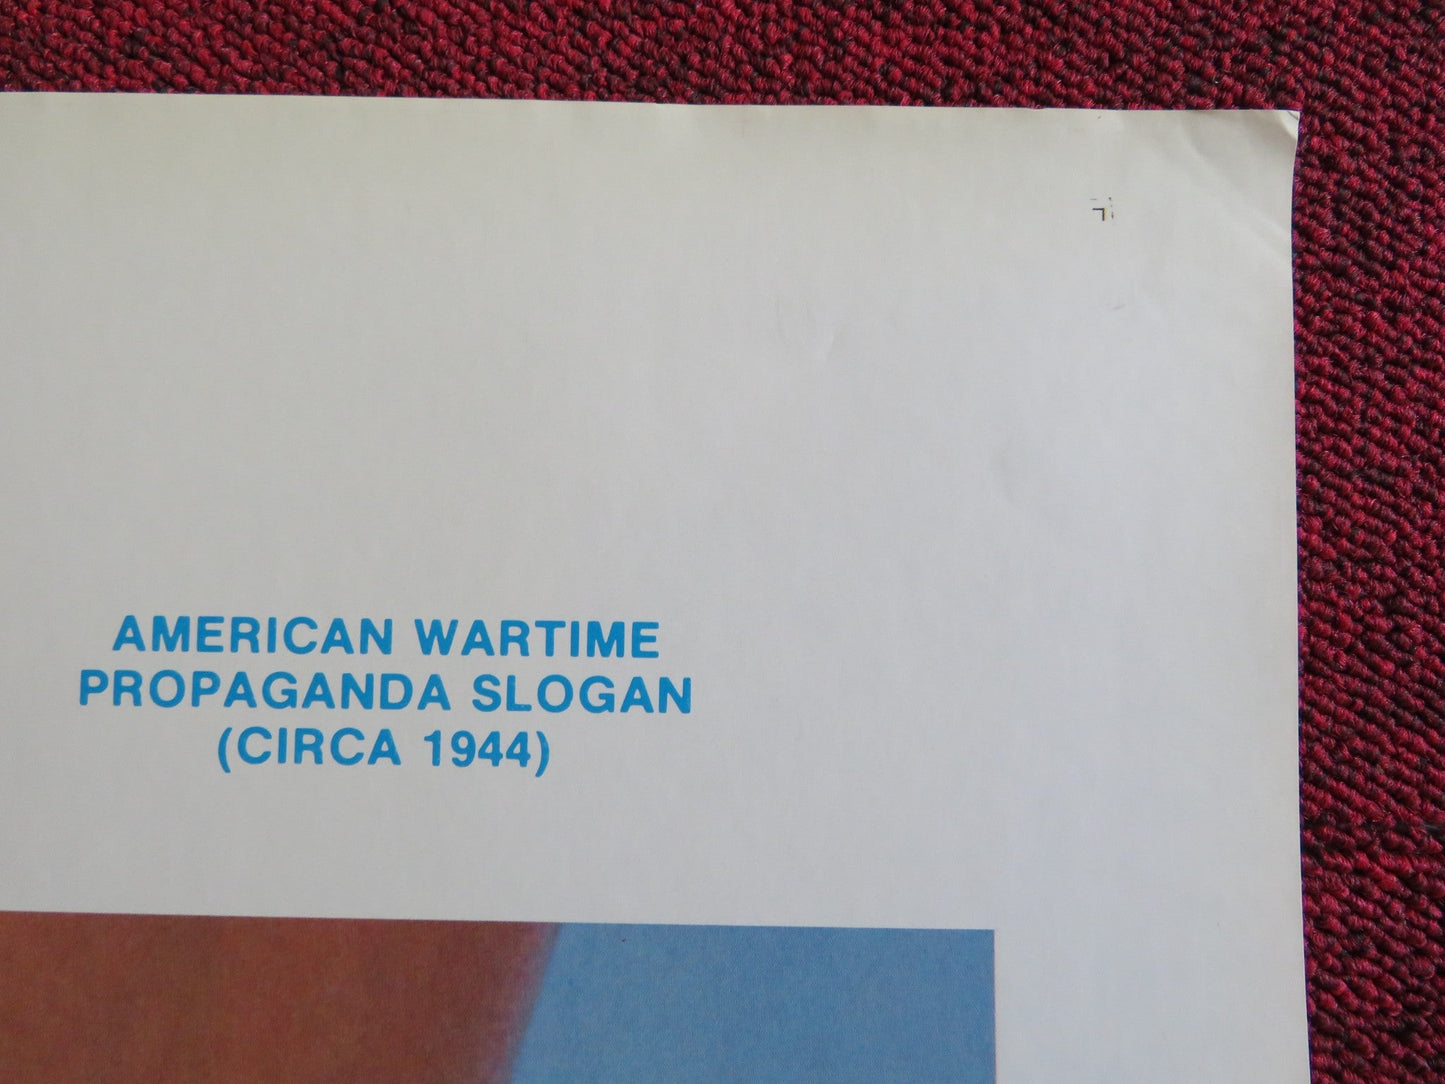 AMERICAN WARTIME
PROPAGANDA SLOGAN
(CIRCA 1944)